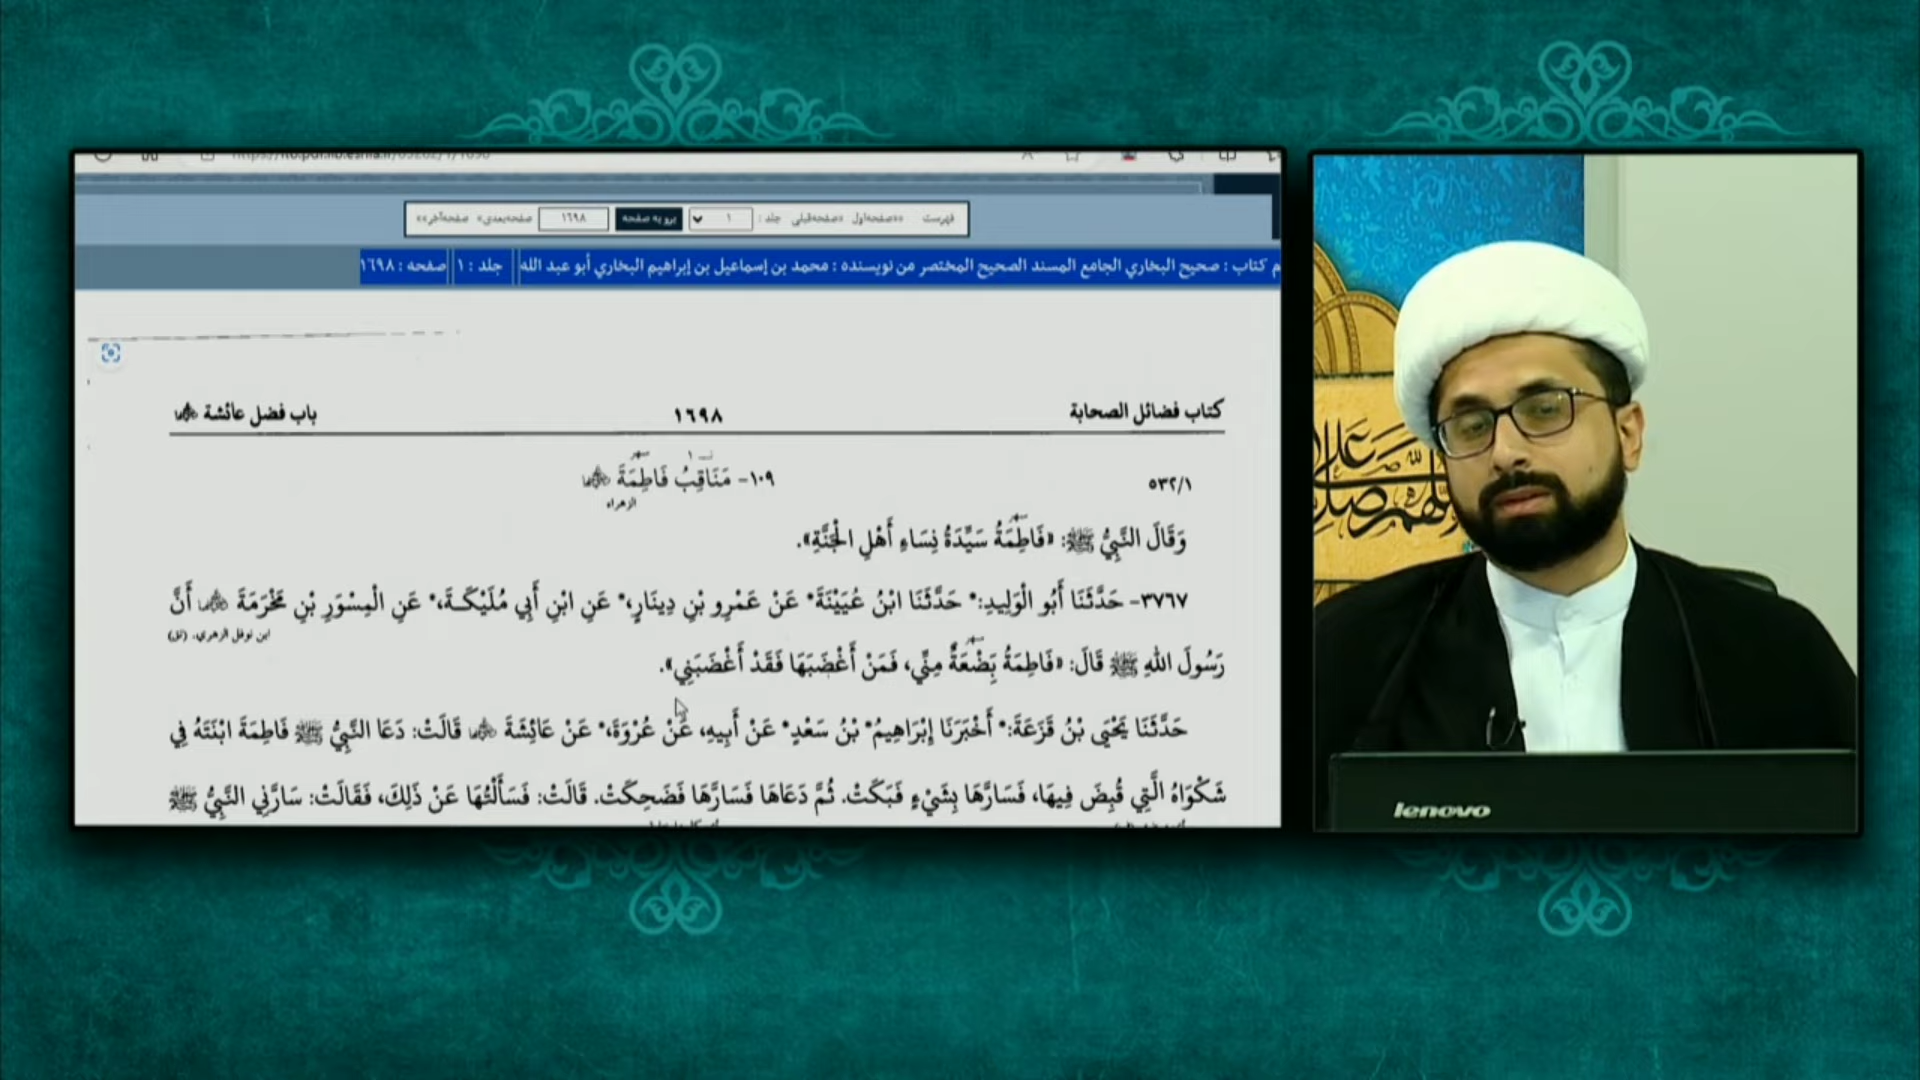 فهرست «صفحه‌اول «صفحه‌قبلی جلد : ١ برو به صفحه ١٦٩٨ صفحه‌بعدی» صفحه‌آخر»»
م کتاب : صحيح البخاري الجامع المسند الصحيح المختصر من نویسنده : محمد بن إسماعيل بن إبراهيم البخاري أبو عبد الله جلد : ١ صفحه : ١٦٩٨
كتاب فضائل الصحابة ١٦٩٨ باب فضل عائشة
٥٣٢/١ ١٠٩- مَنَاقِبُ فَاطِمَةَ
الزهراء
وَقَالَ النَّبِيُّ ﷺ: «فَاطِمَةُ سَيِّدَةُ نِسَاءِ أَهْلِ الْجَنَّةِ».
٣٧٦٧- حَدَّثَنَا أَبُو الْوَلِيدِ:* حَدَّثَنَا ابْنُ عُيَيْنَةَ* عَنْ عَمْرِو بْنِ دِينَارٍ،* عَنِ ابْنِ أَبِي مُلَيْكَةَ،* عَنِ الْمِسْوَرِ بْنِ مَخْرَمَةَ أَنَّ
ابن نوفل الزهري. (تق)
رَسُولَ اللهِ ﷺ قَالَ: «فَاطِمَةُ بَِضْعَةٌ مِنِّي، فَمَنْ أَغْضَبَهَا فَقَدْ أَغْضَبَنِي».
حَدَّثَنَا يَحْيَى بْنُ قَزَعَةَ:* أَخْبَرَنَا إِبْرَاهِيمُ* بْنُ سَعْدٍ* عَنْ أَبِيهِ، عَنْ عُرْوَةَ،* عَنْ عَائِشَةَ قَالَتْ: دَعَا النَّبِيُّ ﷺ فَاطِمَةَ ابْنَتَهُ فِي
شَكْوَاهُ الَّتِي قُبِضَ فِيهَا، فَسَارَّهَا بِشَيْءٍ فَبَكَتْ. ثُمَّ دَعَاهَا فَسَارَّهَا فَضَحِكَتْ. قَالَتْ: فَسَأَلْتُهَا عَنْ ذَلِكَ، فَقَالَتْ: سَارَّنِي النَّبِيُّ ﷺ
lenovo